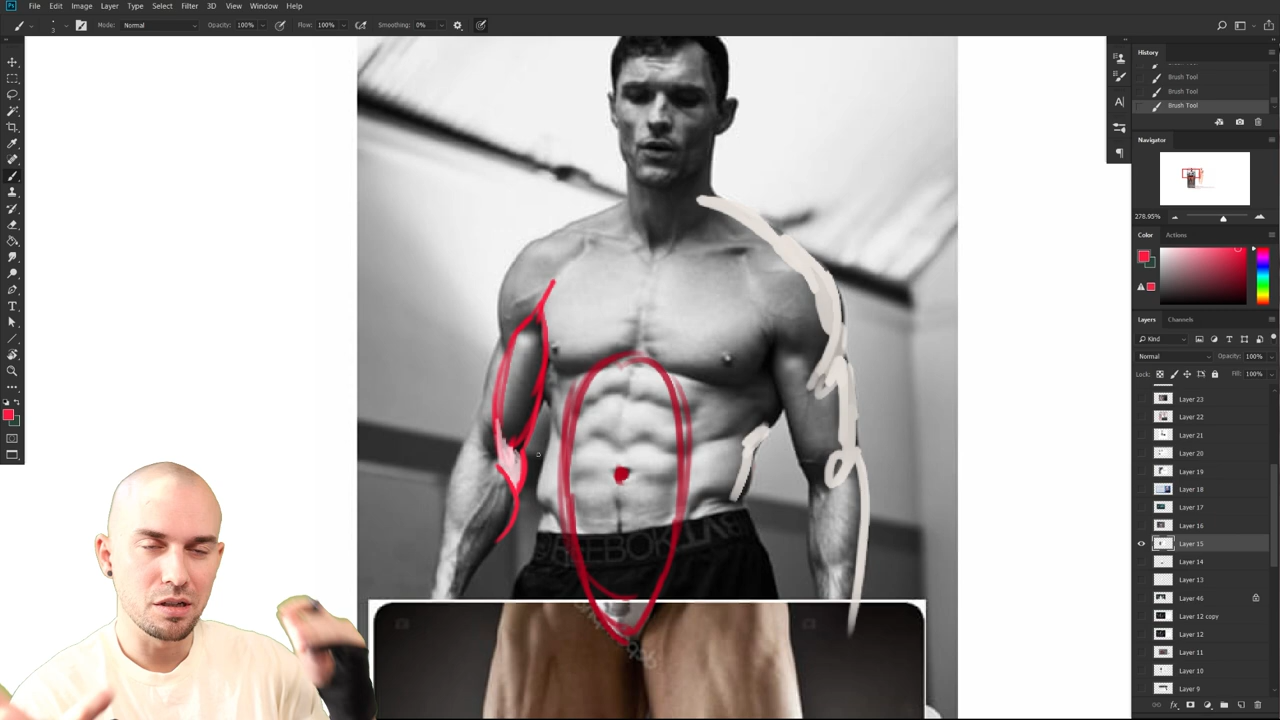 Ps File Edit Image Layer Type Select Filter 3D View Window Help
3 Mode: Normal Opacity: 100% Flow: 100% Smoothing: 0%
History
Brush Tool
Brush Tool
Brush Tool
Navigator
278.95%
Color Actions
Layers Channels
Kind
Normal Opacity: 100%
Lock: Fill: 100%
Layer 23
Layer 22
Layer 21
Layer 20
Layer 19
Layer 18
Layer 17
Layer 16
Layer 15
Layer 14
Layer 13
Layer 46
Layer 12 copy
Layer 12
Layer 11
Layer 10
Layer 9
REEBOK